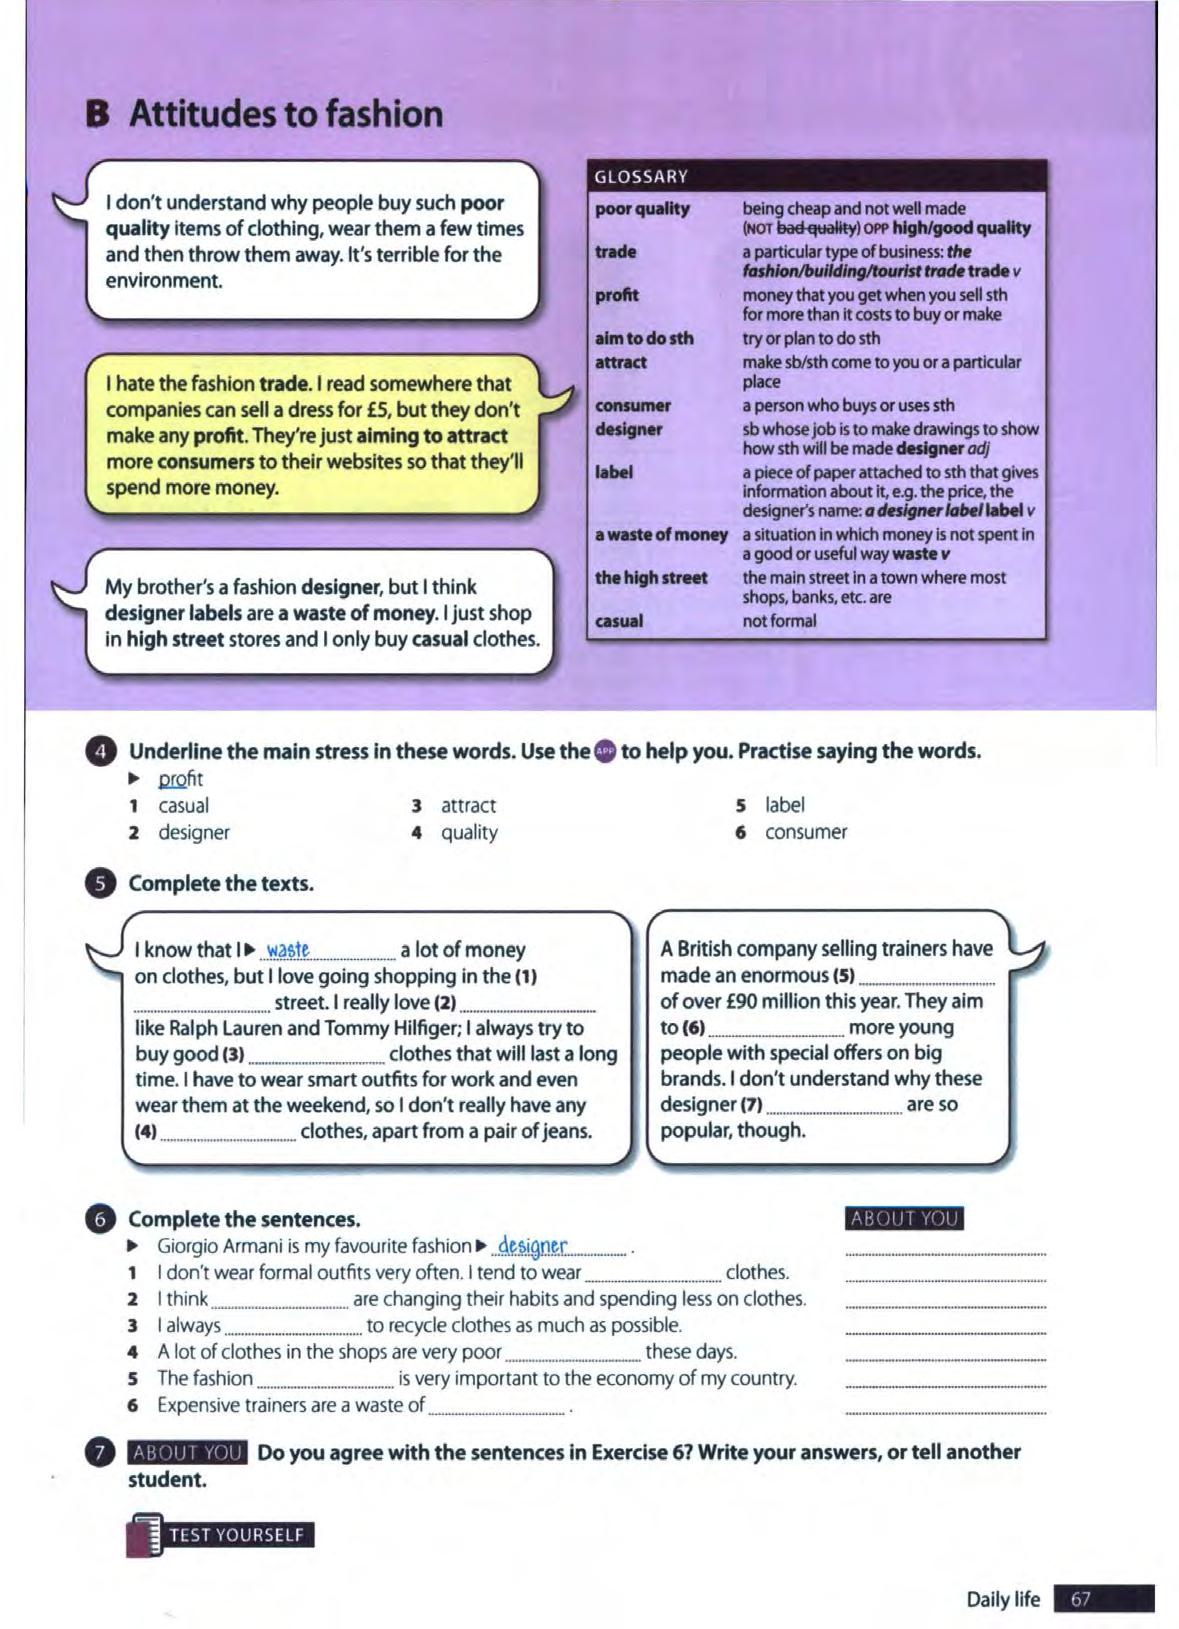 B Attitudes to fashion
I don't understand why people buy such poor
quality items of clothing, wear them a few times
and then throw them away. It's terrible for the
environment.
I hate the fashion trade. I read somewhere that
companies can sell a dress for £5, but they don't
make any profit. They're just aiming to attract
more consumers to their websites so that they'll
spend more money.
My brother's a fashion designer, but I think
designer labels are a waste of money. I just shop
in high street stores and I only buy casual clothes.
GLOSSARY
poor quality being cheap and not well made
(NOT bad quality) OPP high/good quality
trade a particular type of business: the
fashion/building/tourist trade trade v
profit money that you get when you sell sth
for more than it costs to buy or make
aim to do sth try or plan to do sth
attract make sb/sth come to you or a particular
place
consumer a person who buys or uses sth
designer sb whose job is to make drawings to show
how sth will be made designer adj
label a piece of paper attached to sth that gives
information about it, e.g. the price, the
designer's name: a designer label label v
a waste of money a situation in which money is not spent in
a good or useful way waste v
the high street the main street in a town where most
shops, banks, etc. are
casual not formal
4 Underline the main stress in these words. Use the APP to help you. Practise saying the words.
▶ profit
1 casual 3 attract 5 label
2 designer 4 quality 6 consumer
5 Complete the texts.
I know that I ▶ waste a lot of money
on clothes, but I love going shopping in the (1)
street. I really love (2)
like Ralph Lauren and Tommy Hilfiger; I always try to
buy good (3) clothes that will last a long
time. I have to wear smart outfits for work and even
wear them at the weekend, so I don't really have any
(4) clothes, apart from a pair of jeans.
A British company selling trainers have
made an enormous (5)
of over £90 million this year. They aim
to (6) more young
people with special offers on big
brands. I don't understand why these
designer (7) are so
popular, though.
6 Complete the sentences. ABOUT YOU
▶ Giorgio Armani is my favourite fashion ▶ designer .
1 I don't wear formal outfits very often. I tend to wear clothes.
2 I think are changing their habits and spending less on clothes.
3 I always to recycle clothes as much as possible.
4 A lot of clothes in the shops are very poor these days.
5 The fashion is very important to the economy of my country.
6 Expensive trainers are a waste of .
7 ABOUT YOU Do you agree with the sentences in Exercise 6? Write your answers, or tell another
student.
TEST YOURSELF
Daily life 67